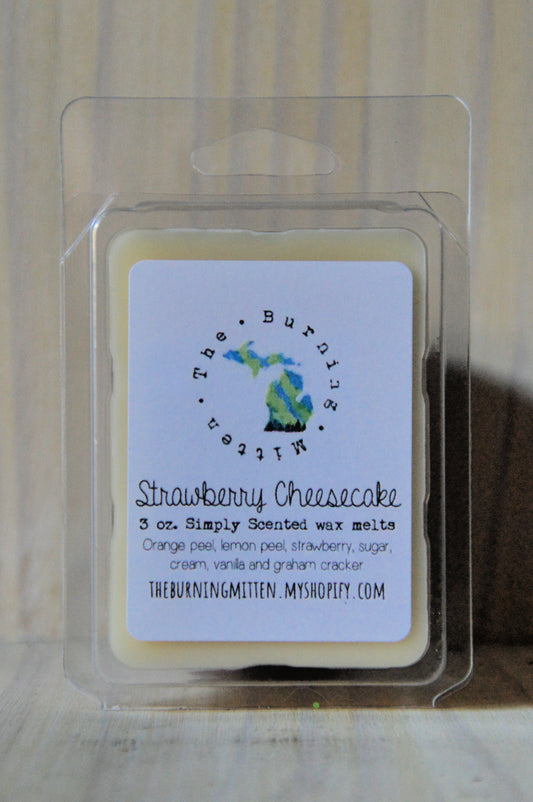 The • Burning • Mitten •
Strawberry Cheesecake
3 oz. Simply Scented wax melts
Orange peel, lemon peel, strawberry, sugar,
cream, vanilla and graham cracker
THEBURNINGMITTEN.MYSHOPIFY.COM